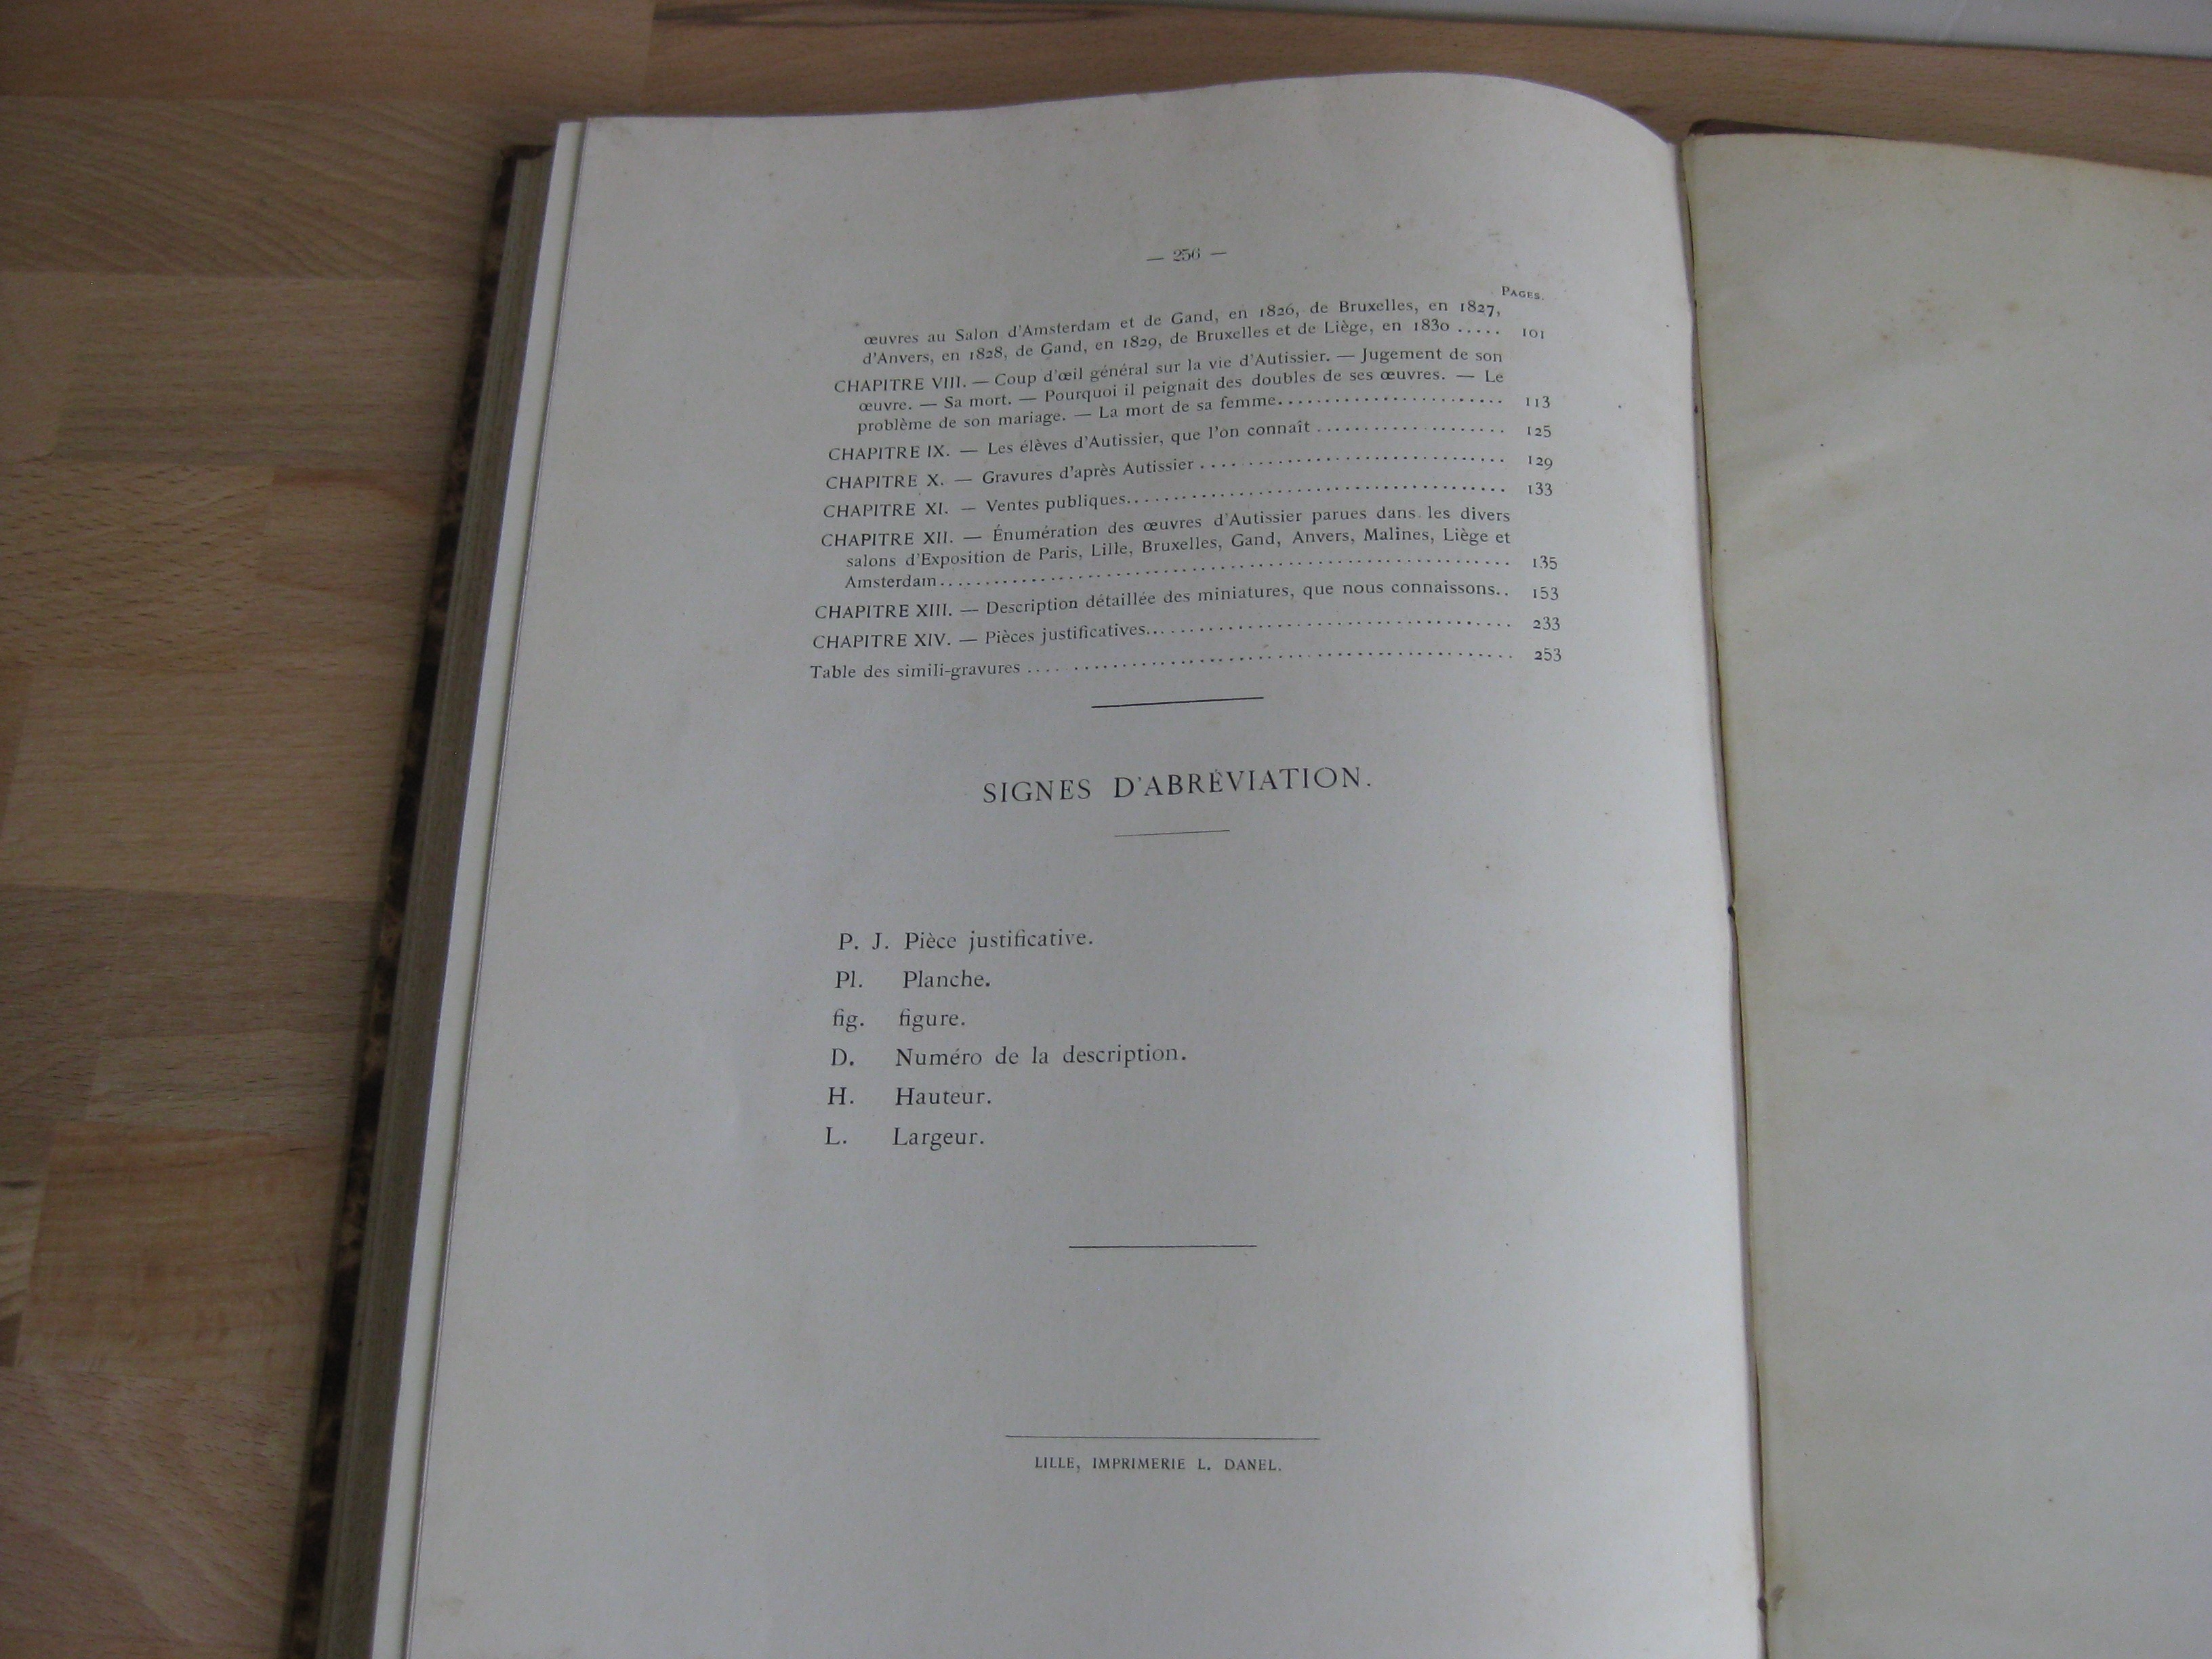 — 256 —
PAGES.
œuvres au Salon d'Amsterdam et de Gand, en 1826, de Bruxelles, en 1827,
d'Anvers, en 1828, de Gand, en 1829, de Bruxelles et de Liège, en 1830 ..... 101
CHAPITRE VIII. — Coup d'œil général sur la vie d'Autissier. — Jugement de son
œuvre. — Sa mort. — Pourquoi il peignait des doubles de ses œuvres. — Le
problème de son mariage. — La mort de sa femme........................ 113
CHAPITRE IX. — Les élèves d'Autissier, que l'on connaît .................... 125
CHAPITRE X. — Gravures d'après Autissier ................................ 129
CHAPITRE XI. — Ventes publiques........................................ 133
CHAPITRE XII. — Énumération des œuvres d'Autissier parues dans les divers
salons d'Exposition de Paris, Lille, Bruxelles, Gand, Anvers, Malines, Liège et
Amsterdam............................................................ 135
CHAPITRE XIII. — Description détaillée des miniatures, que nous connaissons.. 153
CHAPITRE XIV. — Pièces justificatives...................................... 233
Table des simili-gravures .... ............................................ 253
SIGNES D'ABRÉVIATION.
P. J. Pièce justificative.
Pl. Planche.
fig. figure.
D. Numéro de la description.
H. Hauteur.
L. Largeur.
LILLE, IMPRIMERIE L. DANEL.